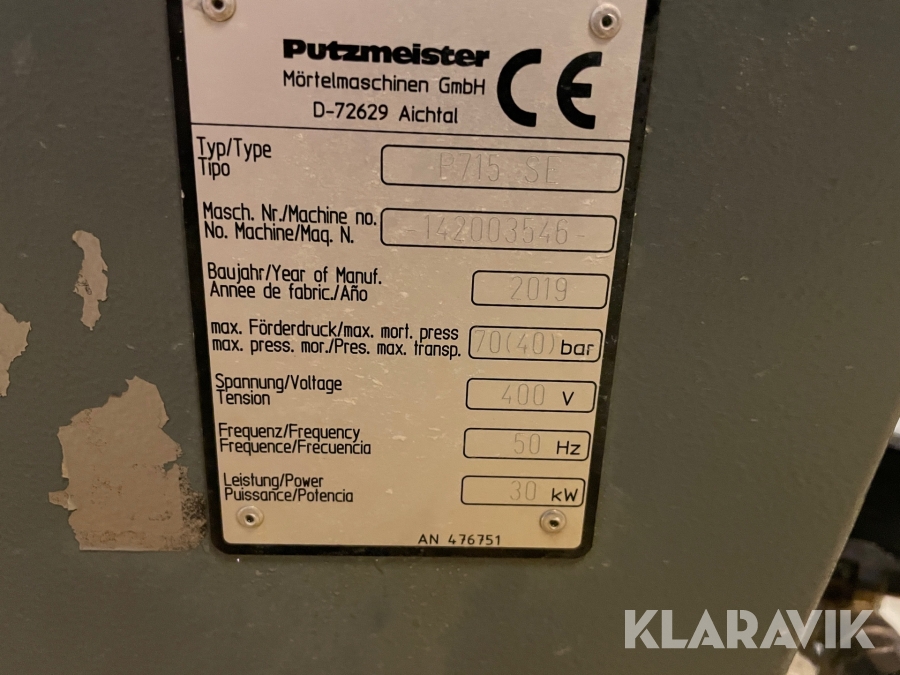 Putzmeister
Mörtelmaschinen GmbH
D-72629 Aichtal
CE
Typ/Type
Tipo
P715 SE
Masch. Nr./Machine no.
No. Machine/Maq. N.
-142003546-
Baujahr/Year of Manuf.
Annee de fabric./Año
2019
max. Förderdruck/max. mort. press
max. press. mor./Pres. max. transp.
70(40) bar
Spannung/Voltage
Tension
400 V
Frequenz/Frequency
Frequence/Frecuencia
50 Hz
Leistung/Power
Puissance/Potencia
30 kW
AN 476751
KLARAVIK